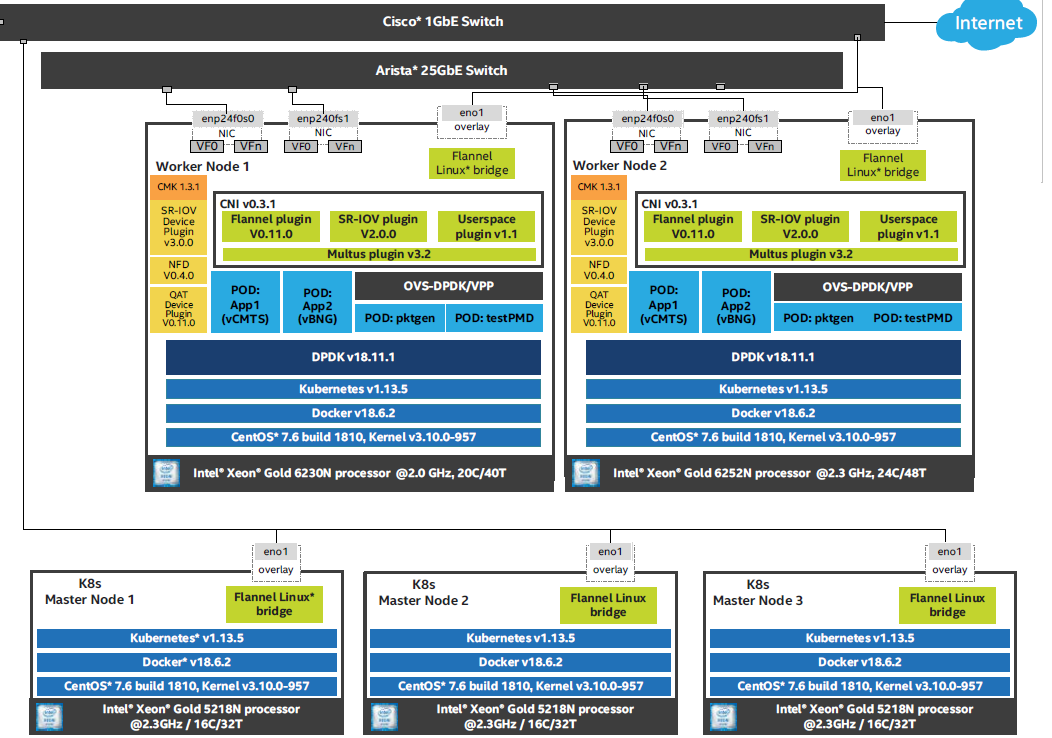 Cisco* 1GbE Switch
Internet
Arista* 25GbE Switch
enp24f0s0
NIC
VF0
VFn
enp240fs1
NIC
VF0
VFn
eno1
overlay
Flannel
Linux* bridge
Worker Node 1
CMK 1.3.1
SR-IOV
Device
Plugin
v3.0.0
NFD
V0.4.0
QAT
Device
Plugin
V0.11.0
CNI v0.3.1
Flannel plugin
V0.11.0
SR-IOV plugin
V2.0.0
Userspace
plugin v1.1
Multus plugin v3.2
POD:
App1
(vCMTS)
POD:
App2
(vBNG)
OVS-DPDK/VPP
POD: pktgen
POD: testPMD
DPDK v18.11.1
Kubernetes v1.13.5
Docker v18.6.2
CentOS* 7.6 build 1810, Kernel v3.10.0-957
Intel® Xeon® Gold 6230N processor @2.0 GHz, 20C/40T
enp24f0s0
NIC
VF0
VFn
enp240fs1
NIC
VF0
VFn
eno1
overlay
Flannel
Linux* bridge
Worker Node 2
CMK 1.3.1
SR-IOV
Device
Plugin
v3.0.0
NFD
V0.4.0
QAT
Device
Plugin
V0.11.0
CNI v0.3.1
Flannel plugin
V0.11.0
SR-IOV plugin
V2.0.0
Userspace
plugin v1.1
Multus plugin v3.2
POD:
App1
(vCMTS)
POD:
App2
(vBNG)
OVS-DPDK/VPP
POD: pktgen
POD: testPMD
DPDK v18.11.1
Kubernetes v1.13.5
Docker v18.6.2
CentOS* 7.6 build 1810, Kernel v3.10.0-957
Intel® Xeon® Gold 6252N processor @2.3 GHz, 24C/48T
eno1
overlay
K8s
Master Node 1
Flannel Linux*
bridge
Kubernetes* v1.13.5
Docker* v18.6.2
CentOS* 7.6 build 1810, Kernel v3.10.0-957
Intel® Xeon® Gold 5218N processor
@2.3GHz / 16C/32T
eno1
overlay
K8s
Master Node 2
Flannel Linux
bridge
Kubernetes v1.13.5
Docker v18.6.2
CentOS* 7.6 build 1810, Kernel v3.10.0-957
Intel® Xeon® Gold 5218N processor
@2.3GHz / 16C/32T
eno1
overlay
K8s
Master Node 3
Flannel Linux
bridge
Kubernetes v1.13.5
Docker v18.6.2
CentOS* 7.6 build 1810, Kernel v3.10.0-957
Intel® Xeon® Gold 5218N processor
@2.3GHz / 16C/32T